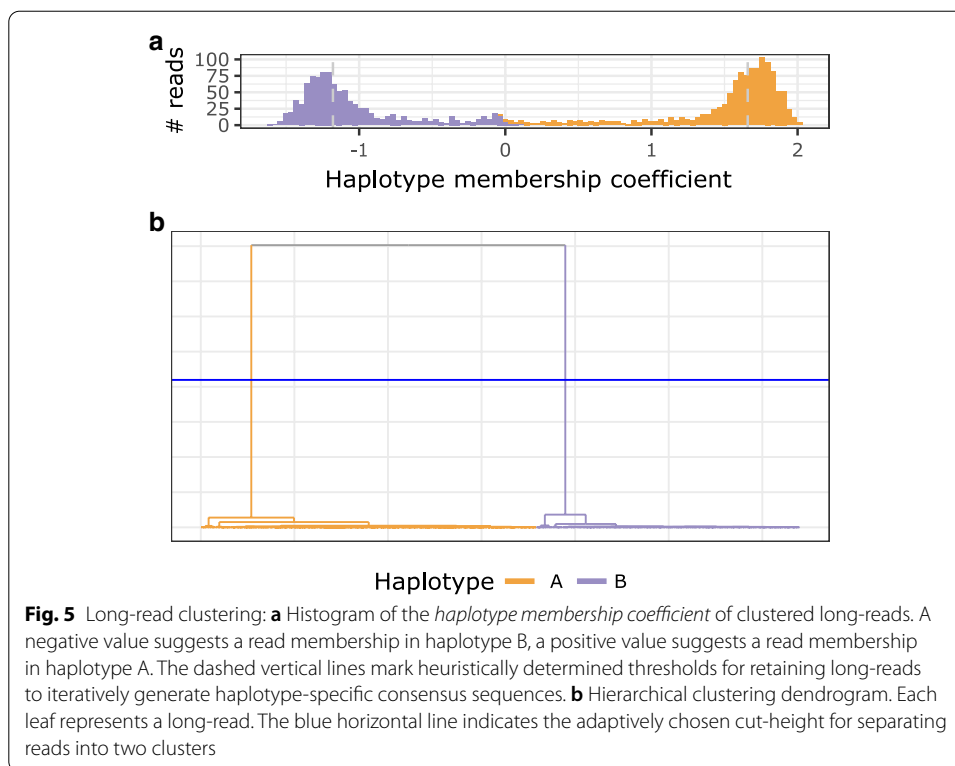 a
# reads
100
75
50
25
0
-1 0 1 2
Haplotype membership coefficient
b
Haplotype A B
Fig. 5 Long-read clustering: a Histogram of the haplotype membership coefficient of clustered long-reads. A
negative value suggests a read membership in haplotype B, a positive value suggests a read membership
in haplotype A. The dashed vertical lines mark heuristically determined thresholds for retaining long-reads
to iteratively generate haplotype-specific consensus sequences. b Hierarchical clustering dendrogram. Each
leaf represents a long-read. The blue horizontal line indicates the adaptively chosen cut-height for separating
reads into two clusters